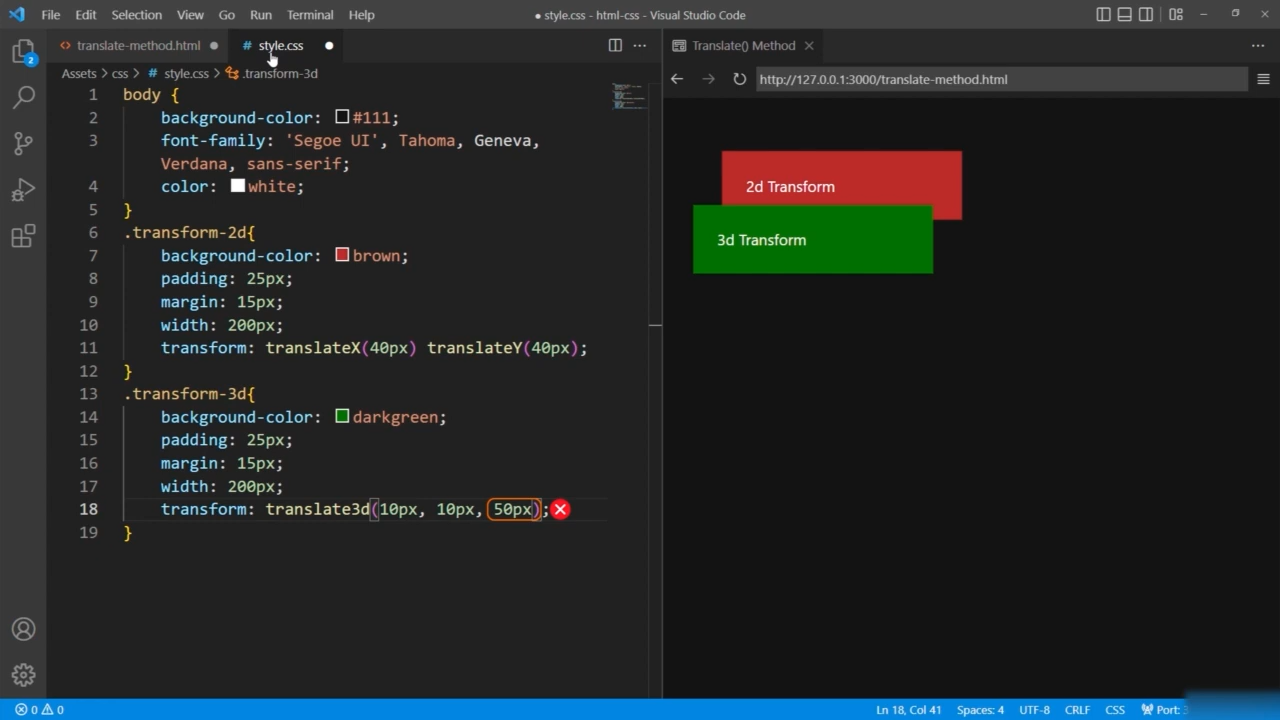 File Edit Selection View Go Run Terminal Help
● style.css - html-css - Visual Studio Code
translate-method.html
# style.css
Translate() Method
Assets > css > # style.css > .transform-3d
http://127.0.0.1:3000/translate-method.html
2
1 body {
2 background-color: #111;
3 font-family: 'Segoe UI', Tahoma, Geneva,
Verdana, sans-serif;
4 color: white;
5 }
6 .transform-2d{
7 background-color: brown;
8 padding: 25px;
9 margin: 15px;
10 width: 200px;
11 transform: translateX(40px) translateY(40px);
12 }
13 .transform-3d{
14 background-color: darkgreen;
15 padding: 25px;
16 margin: 15px;
17 width: 200px;
18 transform: translate3d(10px, 10px, 50px);
19 }
2d Transform
3d Transform
0 0
Ln 18, Col 41 Spaces: 4 UTF-8 CRLF CSS Port: